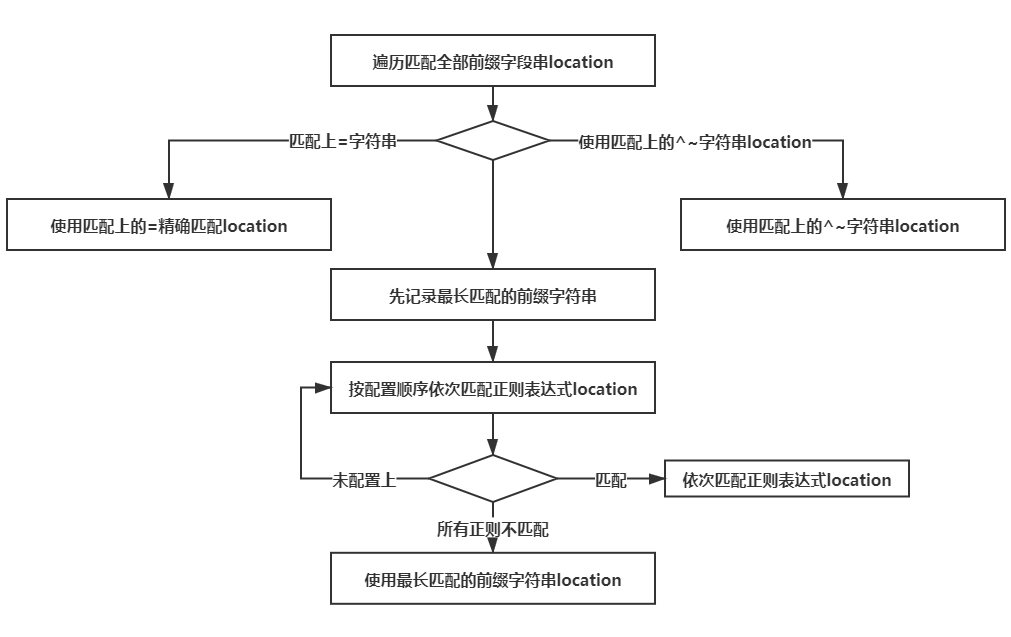 遍历匹配全部前缀字段串location
匹配上=字符串
使用匹配上的^~字符串location
使用匹配上的=精确匹配location
使用匹配上的^~字符串location
先记录最长匹配的前缀字符串
按配置顺序依次匹配正则表达式location
未配置上
匹配
依次匹配正则表达式location
所有正则不匹配
使用最长匹配的前缀字符串location